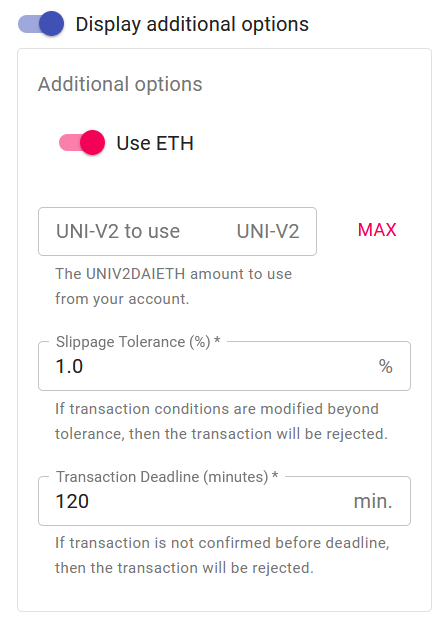 Display additional options
Additional options
Use ETH
UNI-V2 to use UNI-V2 MAX
The UNIV2DAIETH amount to use
from your account.
Slippage Tolerance (%) *
1.0 %
If transaction conditions are modified beyond
tolerance, then the transaction will be rejected.
Transaction Deadline (minutes) *
120 min.
If transaction is not confirmed before deadline,
then the transaction will be rejected.